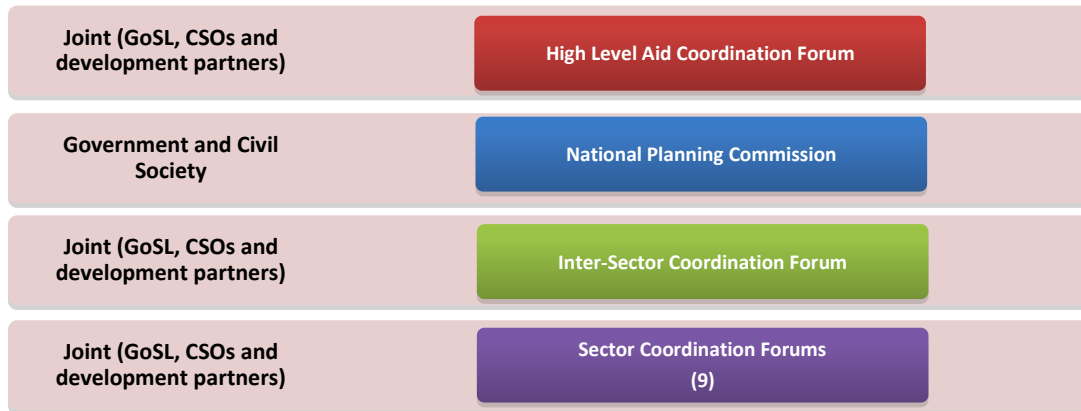 Joint (GoSL, CSOs and
development partners)
High Level Aid Coordination Forum
Government and Civil
Society
National Planning Commission
Joint (GoSL, CSOs and
development partners)
Inter-Sector Coordination Forum
Joint (GoSL, CSOs and
development partners)
Sector Coordination Forums
(9)